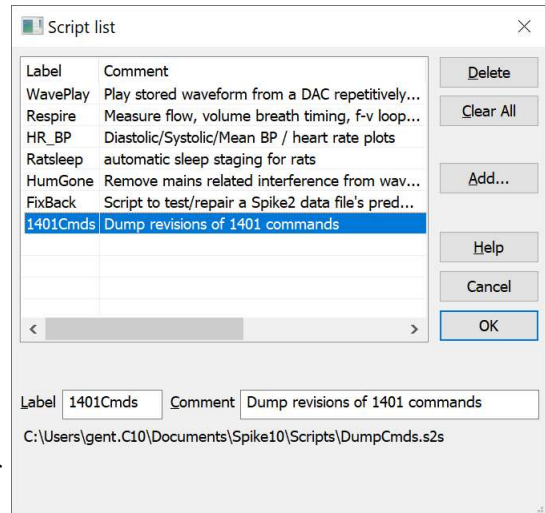 Script list
Label Comment
WavePlay Play stored waveform from a DAC repetitively...
Respire Measure flow, volume breath timing, f-v loop...
HR_BP Diastolic/Systolic/Mean BP / heart rate plots
Ratsleep automatic sleep staging for rats
HumGone Remove mains related interference from wav...
FixBack Script to test/repair a Spike2 data file's pred...
1401Cmds Dump revisions of 1401 commands
Delete
Clear All
Add...
Help
Cancel
OK
Label 1401Cmds Comment Dump revisions of 1401 commands
C:\Users\gent.C10\Documents\Spike10\Scripts\DumpCmds.s2s